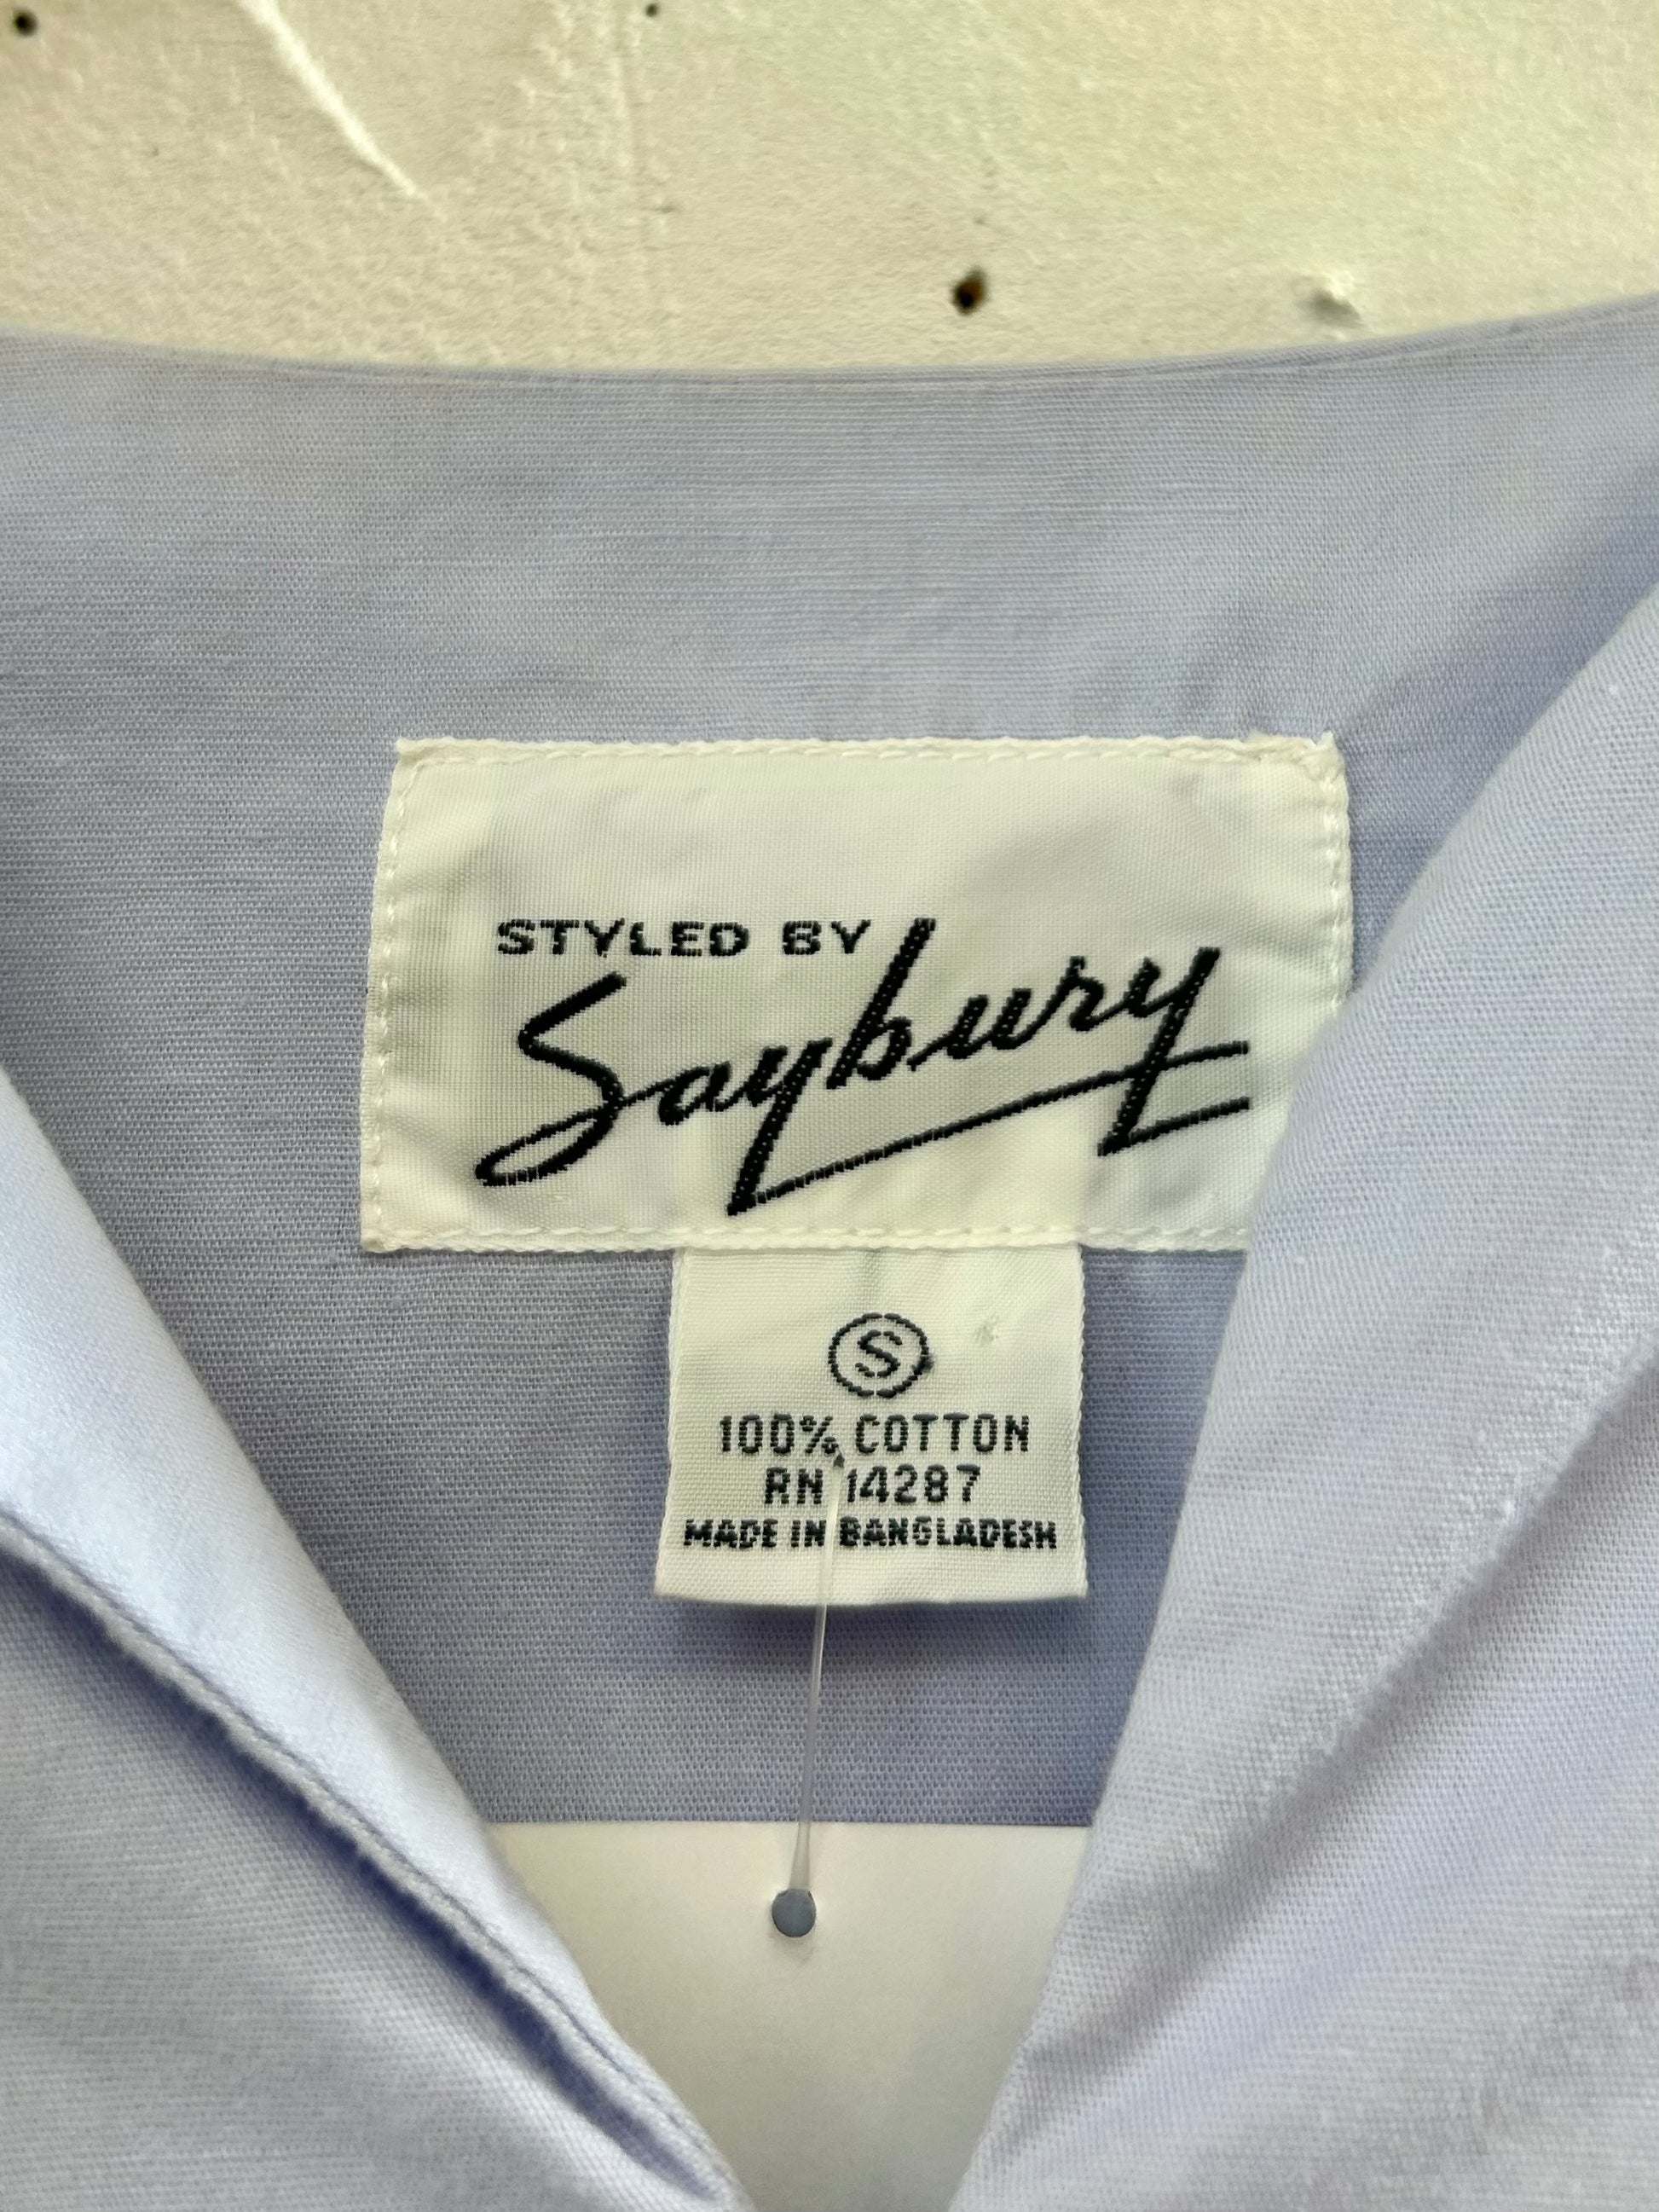 STYLED BY
Saybury
S
100% COTTON
RN 14287
MADE IN BANGLADESH